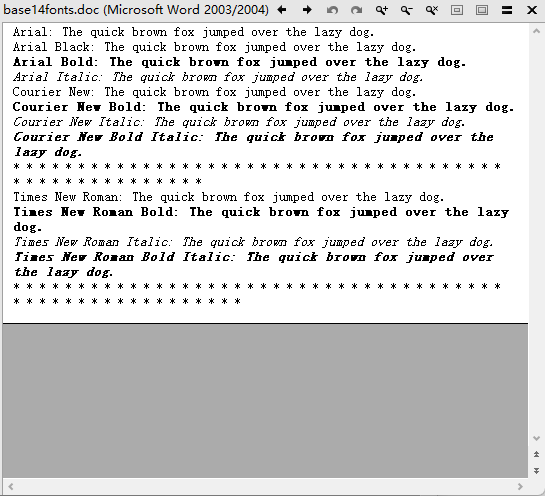 base14fonts.doc (Microsoft Word 2003/2004)
Arial: The quick brown fox jumped over the lazy dog.
Arial Black: The quick brown fox jumped over the lazy dog.
Arial Bold: The quick brown fox jumped over the lazy dog.
Arial Italic: The quick brown fox jumped over the lazy dog.
Courier New: The quick brown fox jumped over the lazy dog.
Courier New Bold: The quick brown fox jumped over the lazy dog.
Courier New Italic: The quick brown fox jumped over the lazy dog.
Courier New Bold Italic: The quick brown fox jumped over the
lazy dog.
* * * * * * * * * * * * * * * * * * * * * * * * * * * * * * * * * * * * * *
* * * * * * * * * * * * * * *
Times New Roman: The quick brown fox jumped over the lazy dog.
Times New Roman Bold: The quick brown fox jumped over the lazy
dog.
Times New Roman Italic: The quick brown fox jumped over the lazy dog.
Times New Roman Bold Italic: The quick brown fox jumped over
the lazy dog.
* * * * * * * * * * * * * * * * * * * * * * * * * * * * * * * * * * * * * *
* * * * * * * * * * * * * * * * * *